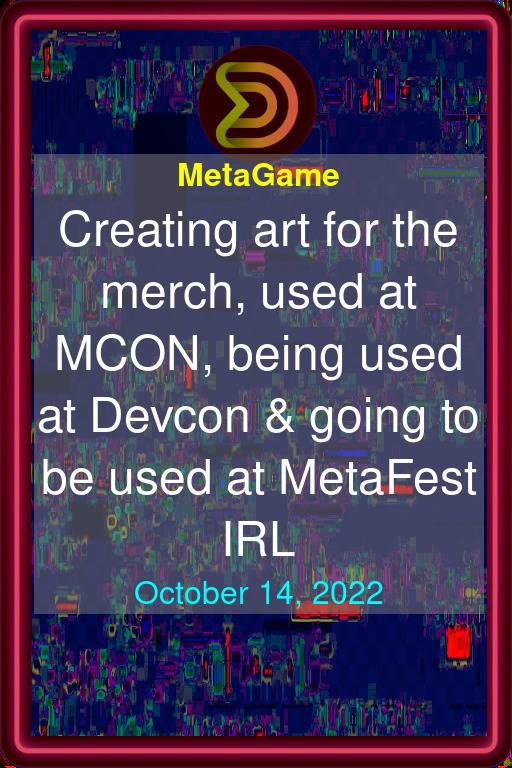 MetaGame
Creating art for the
merch, used at
MCON, being used
at Devcon & going to
be used at MetaFest
IRL
October 14, 2022